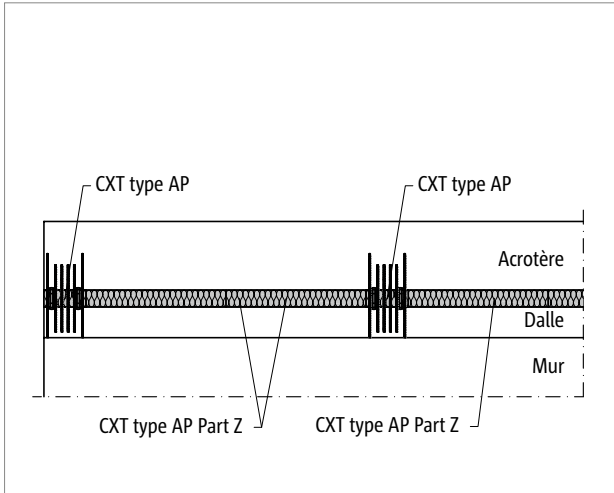 CXT type AP
CXT type AP
Acrotère
Dalle
Mur
CXT type AP Part Z
CXT type AP Part Z